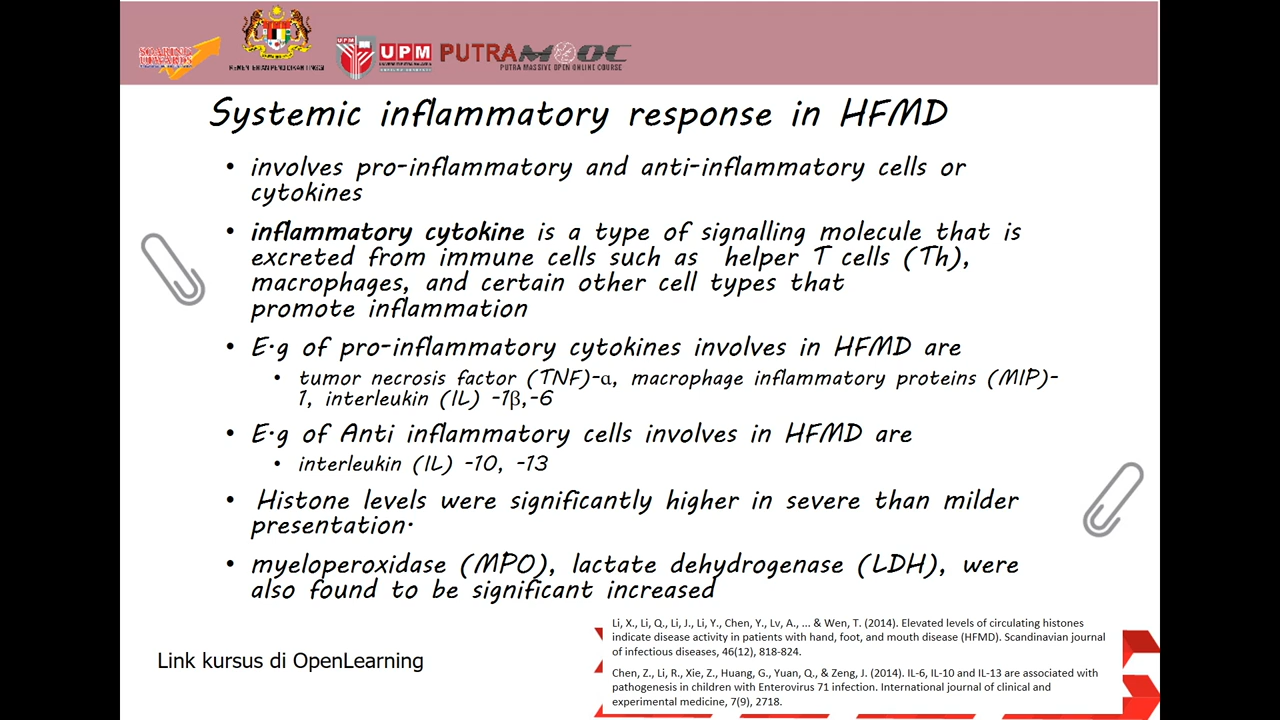 SOARING UPWARDS
KEMENTERIAN PENDIDIKAN TINGGI
UPM
UPM
PUTRA MOOC
PUTRA MASSIVE OPEN ONLINE COURSE
Systemic inflammatory response in HFMD
• involves pro-inflammatory and anti-inflammatory cells or
cytokines
• inflammatory cytokine is a type of signalling molecule that is
excreted from immune cells such as helper T cells (Th),
macrophages, and certain other cell types that
promote inflammation
• E.g of pro-inflammatory cytokines involves in HFMD are
• tumor necrosis factor (TNF)-α, macrophage inflammatory proteins (MIP)-
1, interleukin (IL) -1β,-6
• E.g of Anti inflammatory cells involves in HFMD are
• interleukin (IL) -10, -13
• Histone levels were significantly higher in severe than milder
presentation.
• myeloperoxidase (MPO), lactate dehydrogenase (LDH), were
also found to be significant increased
Li, X., Li, Q., Li, J., Li, Y., Chen, Y., Lv, A., ... & Wen, T. (2014). Elevated levels of circulating histones
indicate disease activity in patients with hand, foot, and mouth disease (HFMD). Scandinavian journal
of infectious diseases, 46(12), 818-824.
Chen, Z., Li, R., Xie, Z., Huang, G., Yuan, Q., & Zeng, J. (2014). IL-6, IL-10 and IL-13 are associated with
pathogenesis in children with Enterovirus 71 infection. International journal of clinical and
experimental medicine, 7(9), 2718.
Link kursus di OpenLearning